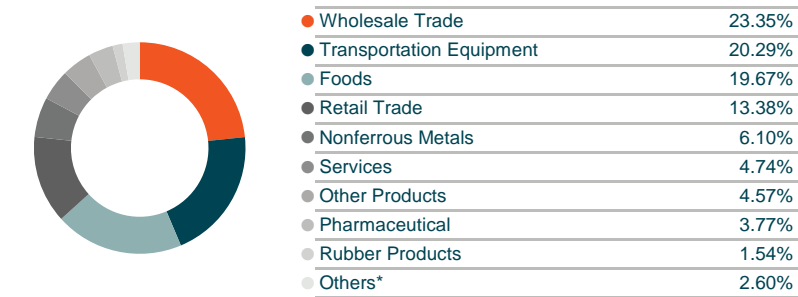 Wholesale Trade 23.35%
Transportation Equipment 20.29%
Foods 19.67%
Retail Trade 13.38%
Nonferrous Metals 6.10%
Services 4.74%
Other Products 4.57%
Pharmaceutical 3.77%
Rubber Products 1.54%
Others* 2.60%